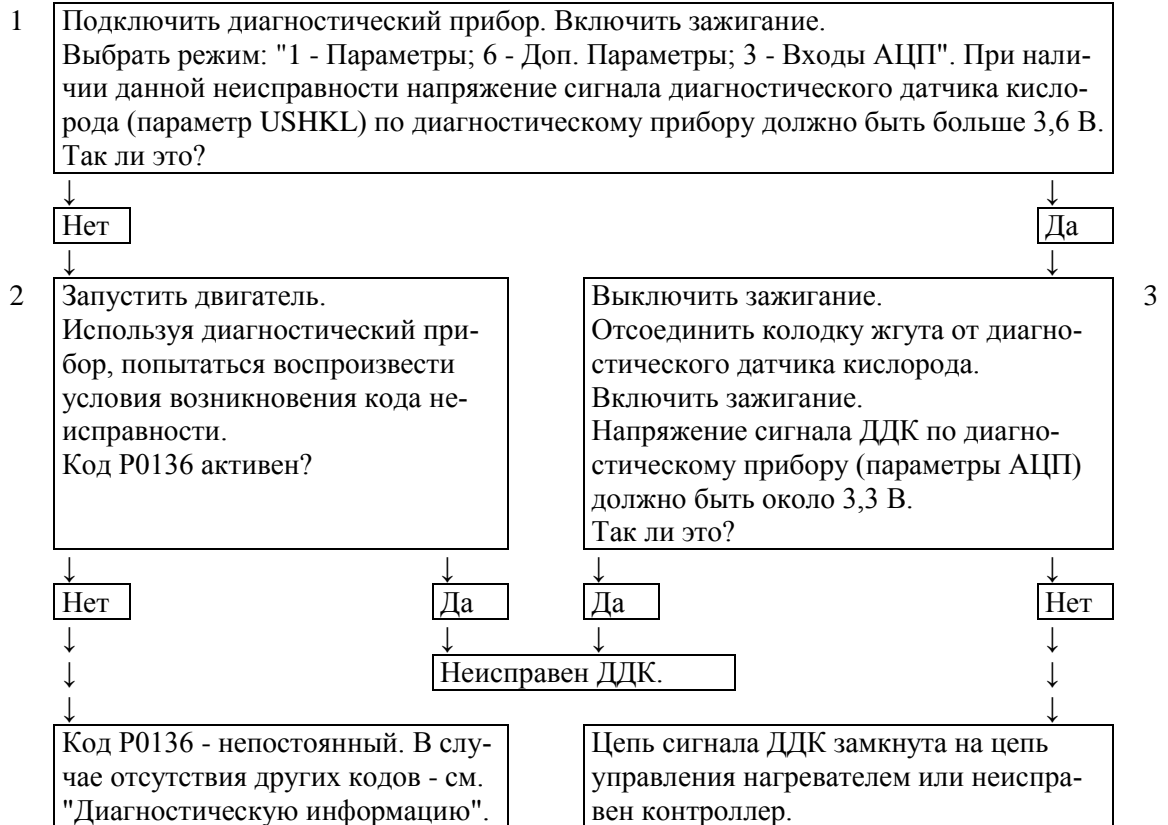 1
Подключить диагностический прибор. Включить зажигание.
Выбрать режим: "1 - Параметры; 6 - Доп. Параметры; 3 - Входы АЦП". При нали-
чии данной неисправности напряжение сигнала диагностического датчика кисло-
рода (параметр USHKL) по диагностическому прибору должно быть больше 3,6 В.
Так ли это?
↓ ↓
Нет Да
↓ ↓
2
Запустить двигатель.
Используя диагностический при-
бор, попытаться воспроизвести
условия возникновения кода не-
исправности.
Код Р0136 активен?
Выключить зажигание.
Отсоединить колодку жгута от диагно-
стического датчика кислорода.
Включить зажигание.
Напряжение сигнала ДДК по диагно-
стическому прибору (параметры АЦП)
должно быть около 3,3 В.
Так ли это?
3
↓ ↓ ↓ ↓
Нет Да Да Нет
↓ ↓ ↓ ↓
↓ Неисправен ДДК. ↓
↓ ↓
Код Р0136 - непостоянный. В слу-
чае отсутствия других кодов - см.
"Диагностическую информацию".
Цепь сигнала ДДК замкнута на цепь
управления нагревателем или неиспра-
вен контроллер.